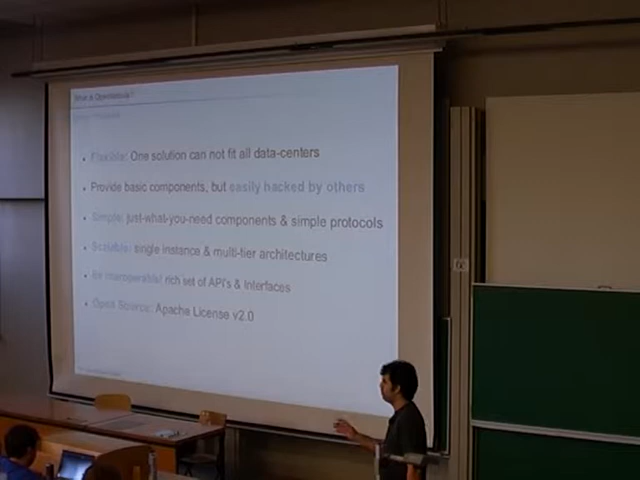 What is OpenNebula?
• Flexible: One solution can not fit all data-centers
• Provide basic components, but easily hacked by others
• Simple: just-what-you-need components & simple protocols
• Scalable: single instance & multi-tier architectures
• Be interoperable! rich set of API's & Interfaces
• Open Source: Apache License v2.0